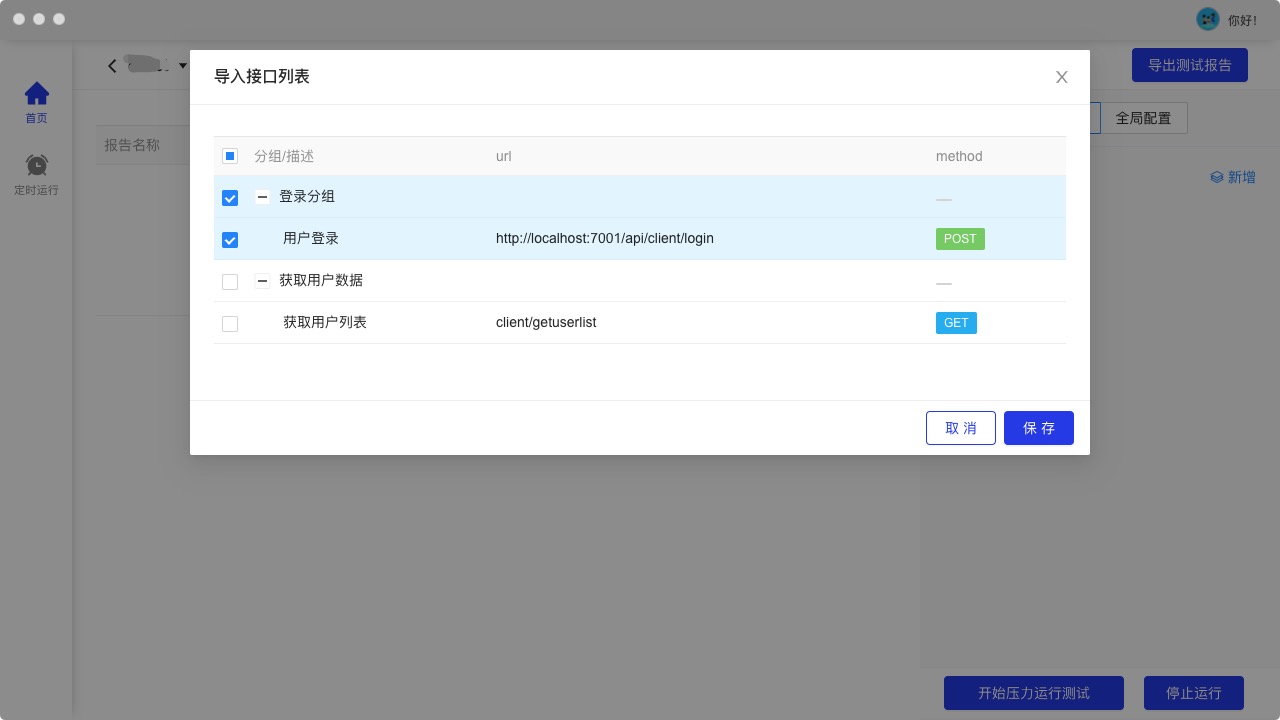 你好！
导出测试报告
首页
定时运行
报告名称
全局配置
新增
导入接口列表
分组/描述 url method
登录分组 —
用户登录 http://localhost:7001/api/client/login POST
获取用户数据 —
获取用户列表 client/getuserlist GET
取 消 保 存
开始压力运行测试 停止运行